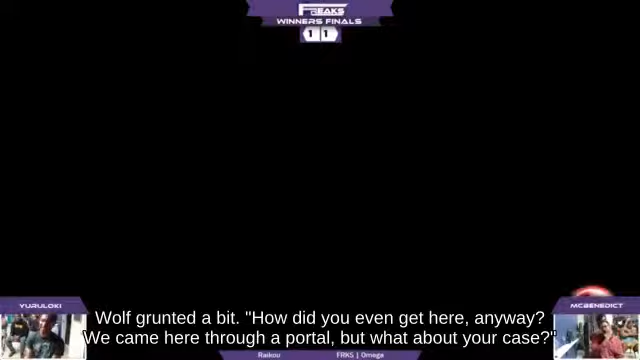 FREAKS
WINNERS FINALS
1 1
YURULOKI
MCBENEDICT
Wolf grunted a bit. "How did you even get here, anyway?
We came here through a portal, but what about your case?"
Raikou
FRKS | Omega